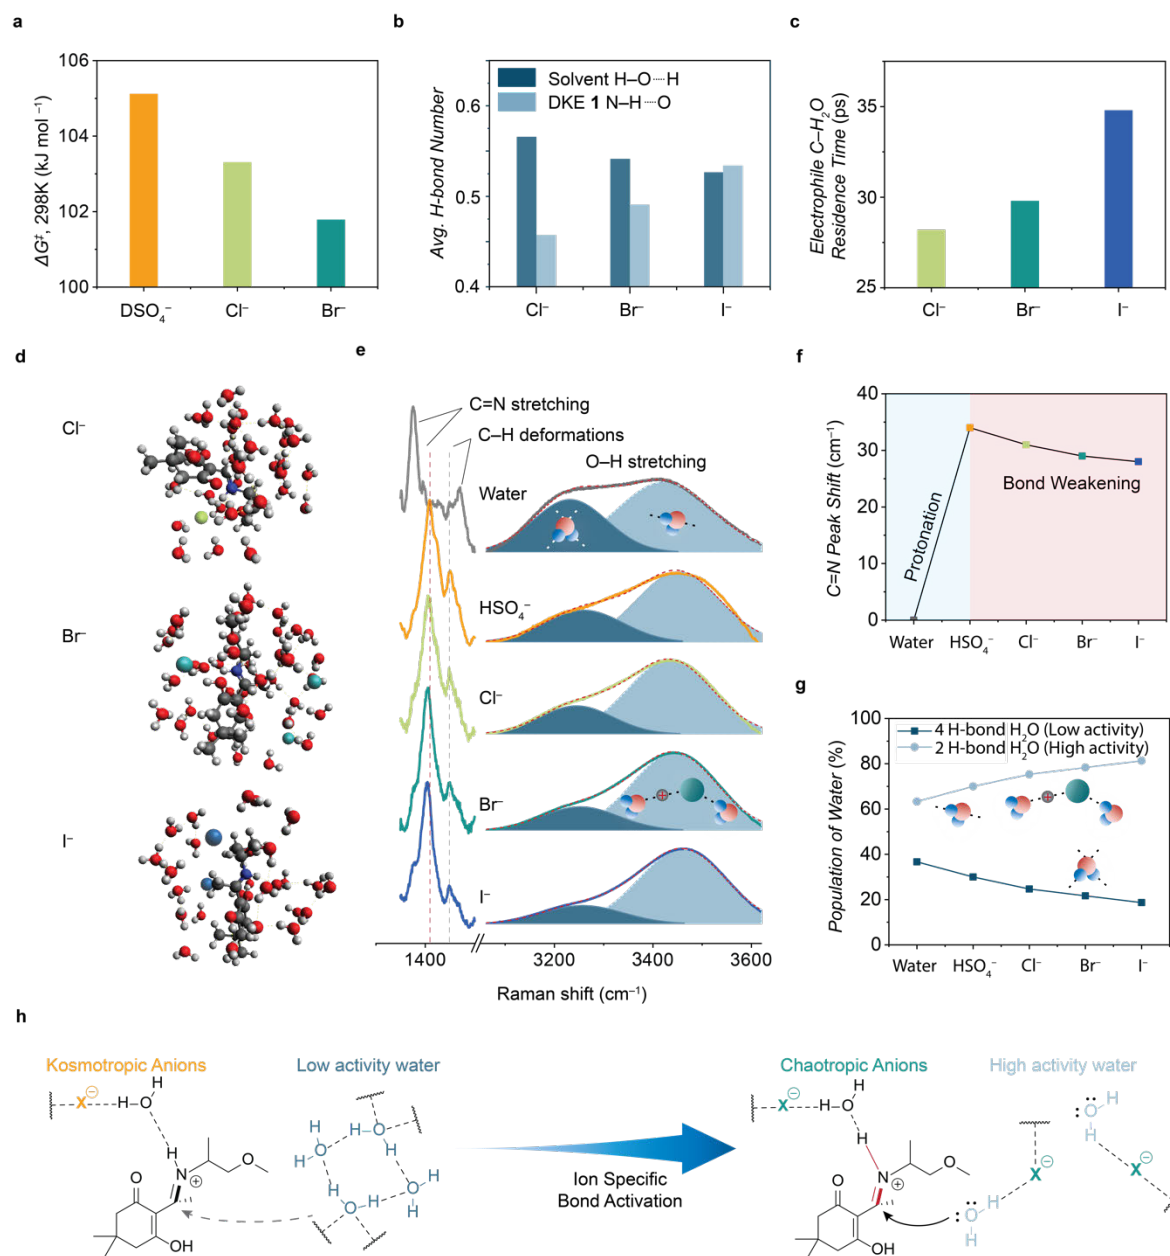 a
ΔG‡, 298K (kJ mol⁻¹)
106
104
102
100
DSO₄⁻
Cl⁻
Br⁻
b
Avg. H-bond Number
0.6
0.5
0.4
Solvent H–O····H
DKE 1 N–H····O
Cl⁻
Br⁻
I⁻
c
Electrophile C–H₂O
Residence Time (ps)
35
30
25
Cl⁻
Br⁻
I⁻
d
Cl⁻
Br⁻
I⁻
e
C=N stretching
C–H deformations
O–H stretching
Water
HSO₄⁻
Cl⁻
Br⁻
I⁻
1400
3200
3400
3600
Raman shift (cm⁻¹)
f
C=N Peak Shift (cm⁻¹)
40
30
20
10
0
Protonation
Bond Weakening
Water
HSO₄⁻
Cl⁻
Br⁻
I⁻
g
Population of Water (%)
100
80
60
40
20
0
4 H-bond H₂O (Low activity)
2 H-bond H₂O (High activity)
Water
HSO₄⁻
Cl⁻
Br⁻
I⁻
h
Kosmotropic Anions
Low activity water
Chaotropic Anions
High activity water
Ion Specific
Bond Activation
X⊖
H–O
H
H
N
⊕
O
O
OH
H
O
H
H
O
H
H
O
H
H
O
H
X⊖
H–O
H
H
N
⊕
O
O
OH
:O
H
H
X⊖
:O
H
H
X⊖